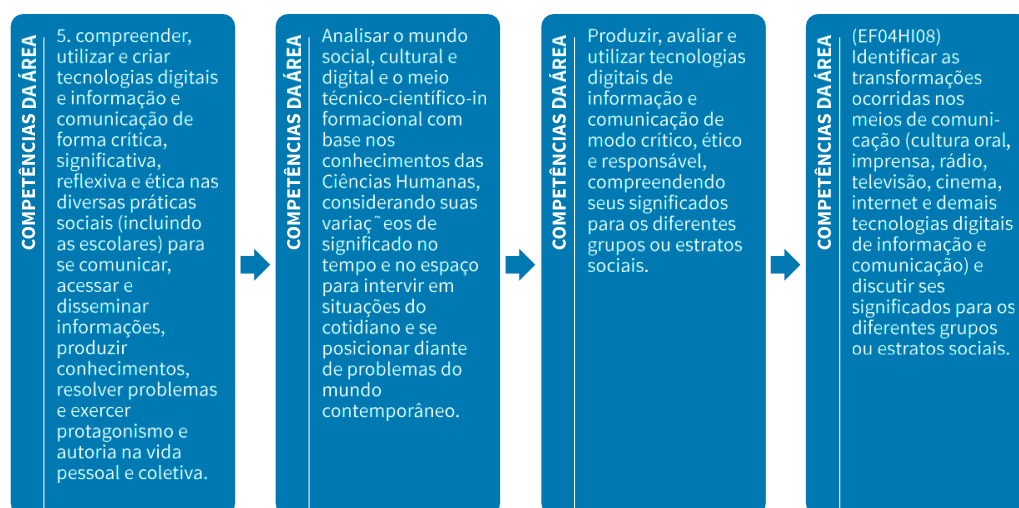 COMPETÊNCIAS DA ÁREA
5. compreender,
utilizar e criar
tecnologias digitais
e informação e
comunicação de
forma crítica,
significativa,
reflexiva e ética nas
diversas práticas
sociais (incluindo
as escolares) para
se comunicar,
acessar e
disseminar
informações,
produzir
conhecimentos,
resolver problemas
e exercer
protagonismo e
autoria na vida
pessoal e coletiva.
COMPETÊNCIAS DA ÁREA
Analisar o mundo
social, cultural e
digital e o meio
técnico-científico-in
formacional com
base nos
conhecimentos das
Ciências Humanas,
considerando suas
variaç˜eos de
significado no
tempo e no espaço
para intervir em
situações do
cotidiano e se
posicionar diante
de problemas do
mundo
contemporâneo.
COMPETÊNCIAS DA ÁREA
Produzir, avaliar e
utilizar tecnologias
digitais de
informação e
comunicação de
modo crítico, ético
e responsável,
compreendendo
seus significados
para os diferentes
grupos ou estratos
sociais.
COMPETÊNCIAS DA ÁREA
(EF04HI08)
Identificar as
transformações
ocorridas nos
meios de comuni-
cação (cultura oral,
imprensa, rádio,
televisão, cinema,
internet e demais
tecnologias digitais
de informação e
comunicação) e
discutir ses
significados para os
diferentes grupos
ou estratos sociais.